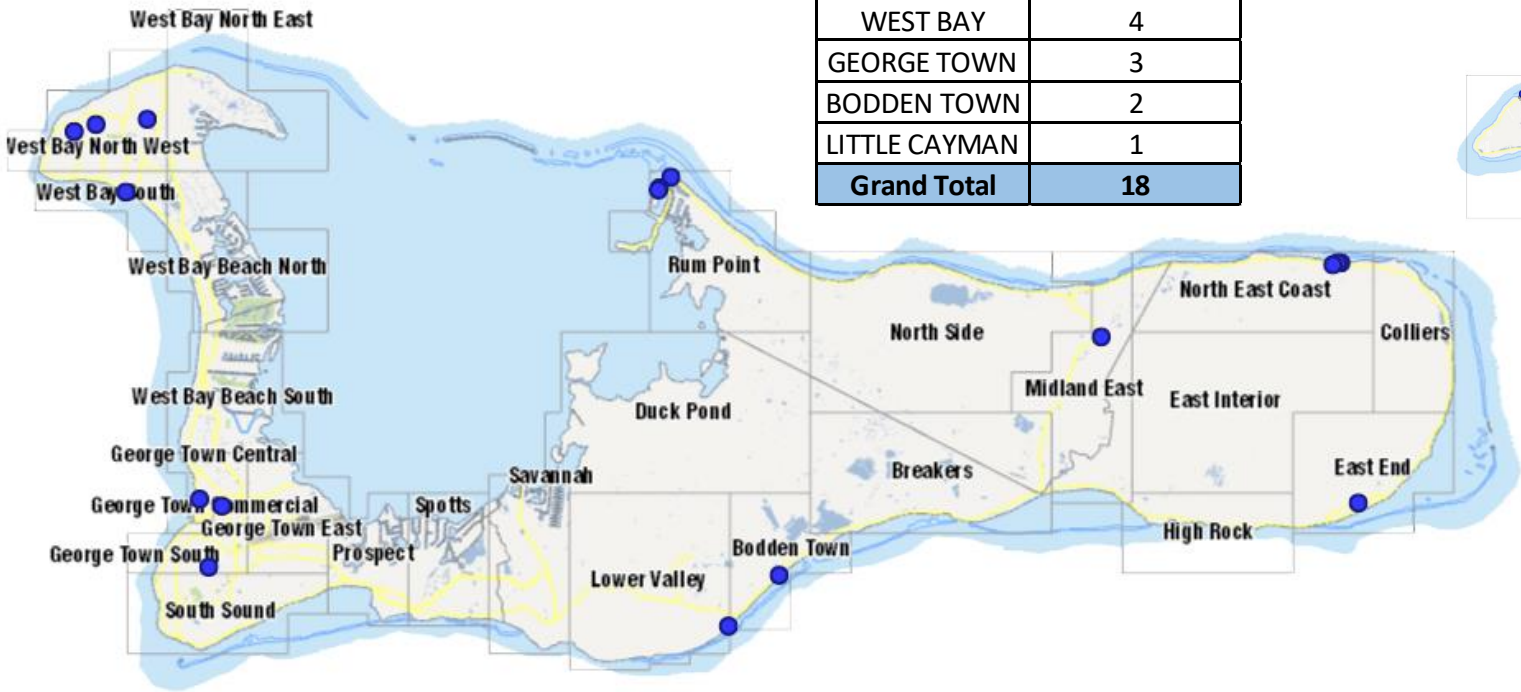 West Bay North East
WEST BAY 4
GEORGE TOWN 3
BODDEN TOWN 2
LITTLE CAYMAN 1
Grand Total 18
West Bay North West
West Bay South
West Bay Beach North
Rum Point
North East Coast
North Side
Colliers
Midland East
West Bay Beach South
East Interior
Duck Pond
George Town Central
Savannah
Breakers
East End
George Town Commercial
Spotts
George Town East
High Rock
George Town South
Prospect
Bodden Town
Lower Valley
South Sound